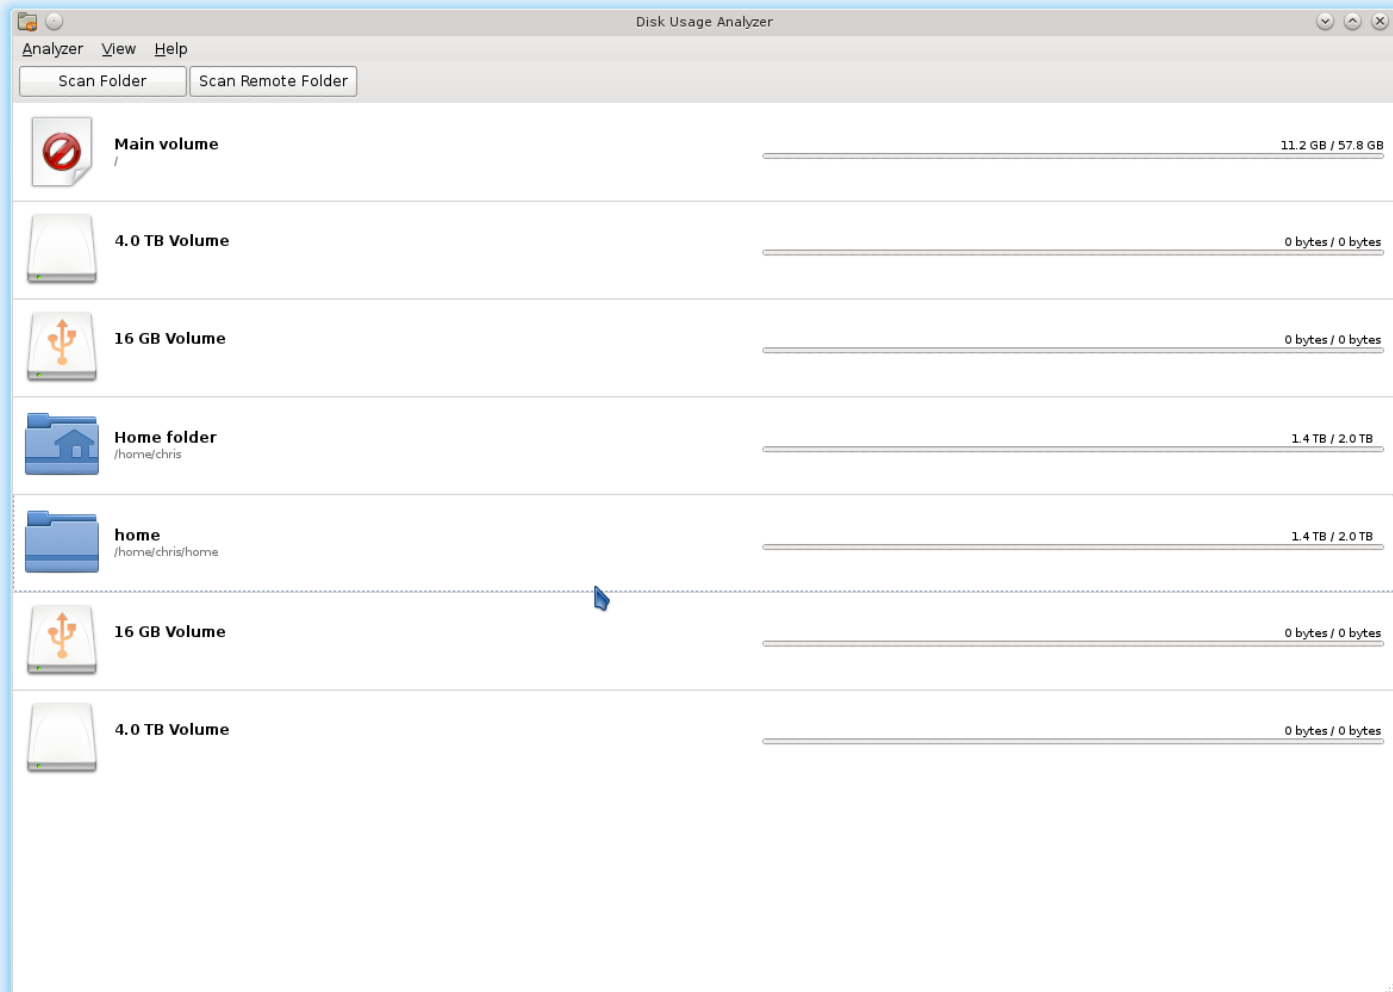 Disk Usage Analyzer
Analyzer View Help
Scan Folder Scan Remote Folder
Main volume
/
11.2 GB / 57.8 GB
4.0 TB Volume
0 bytes / 0 bytes
16 GB Volume
0 bytes / 0 bytes
Home folder
/home/chris
1.4 TB / 2.0 TB
home
/home/chris/home
1.4 TB / 2.0 TB
16 GB Volume
0 bytes / 0 bytes
4.0 TB Volume
0 bytes / 0 bytes